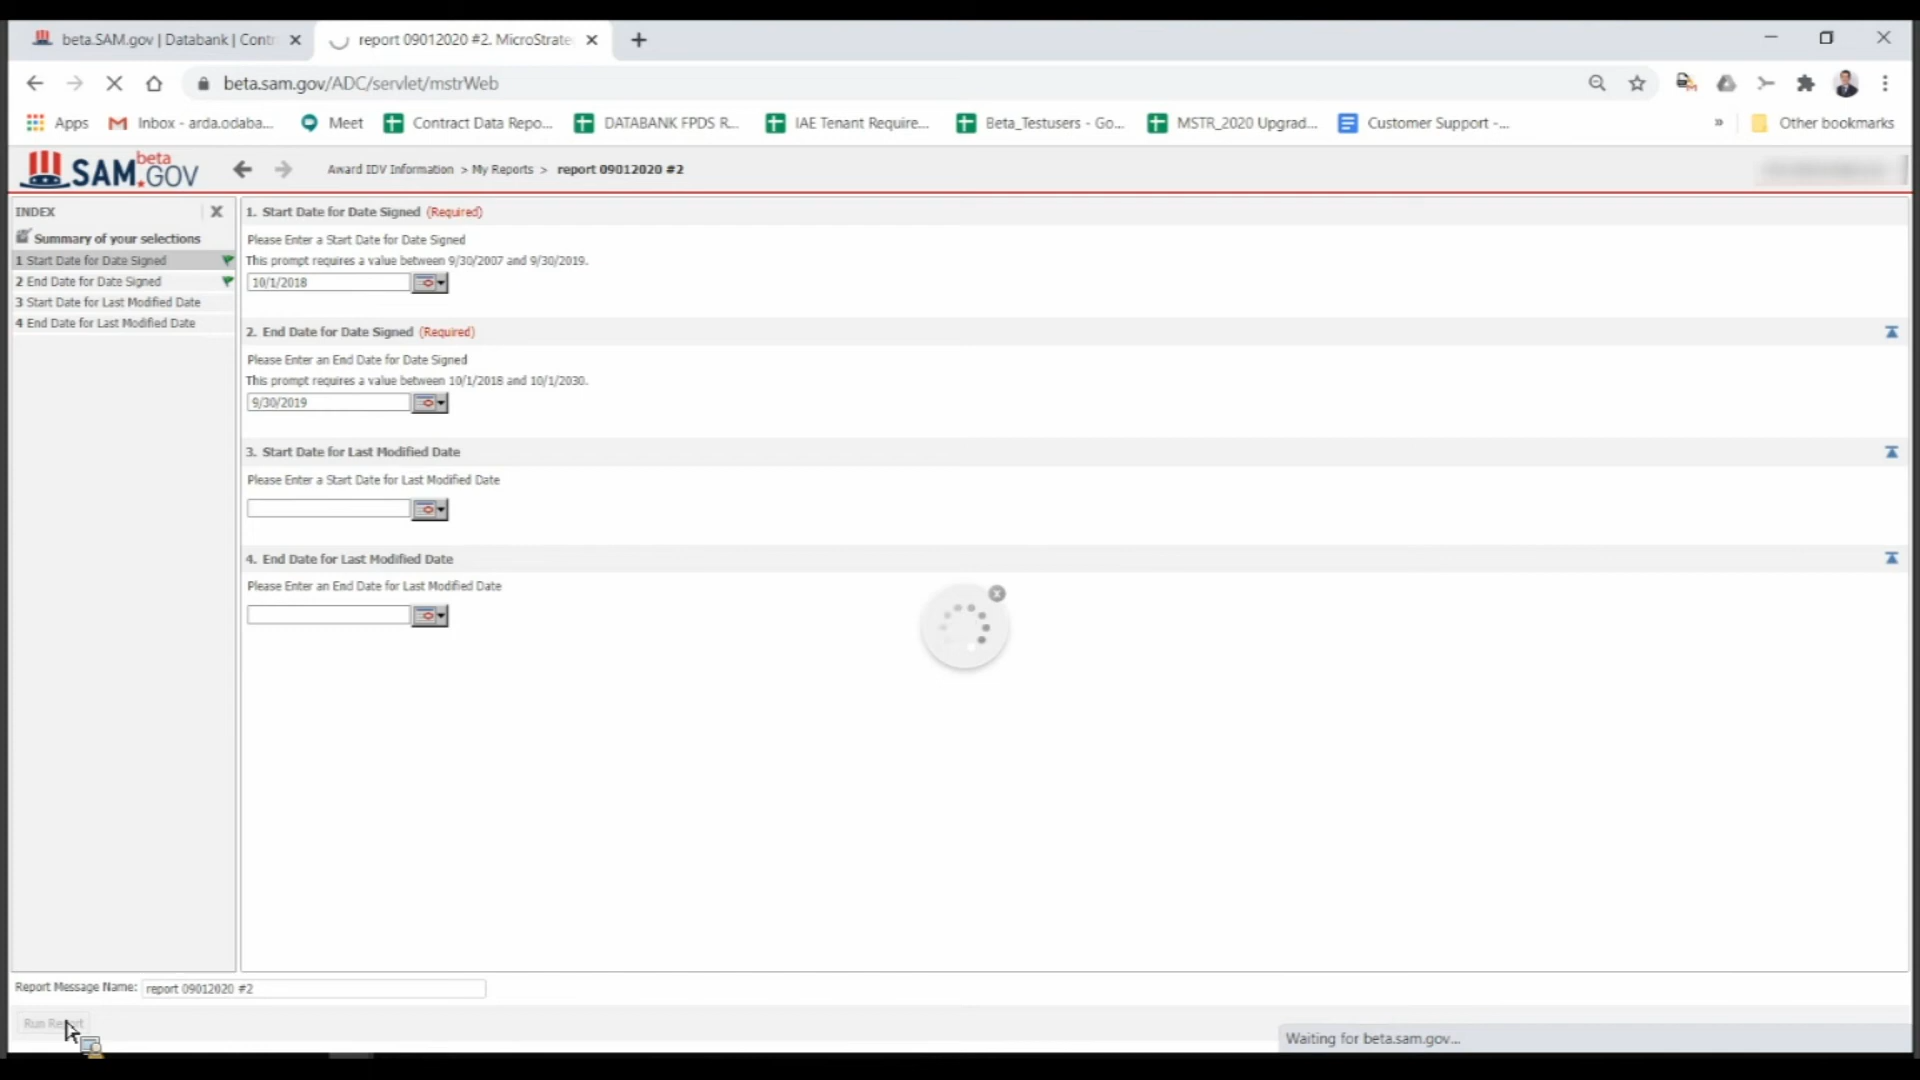 beta.SAM.gov | Databank | Contr
report 09012020 #2. MicroStrate
beta.sam.gov/ADC/servlet/mstrWeb
Apps
Inbox - arda.odaba...
Meet
Contract Data Repo...
DATABANK FPDS R...
IAE Tenant Require...
Beta_Testusers - Go...
MSTR_2020 Upgrad...
Customer Support -...
»
Other bookmarks
beta
SAM.GOV
Award IDV Information > My Reports > report 09012020 #2
INDEX
Summary of your selections
1 Start Date for Date Signed
2 End Date for Date Signed
3 Start Date for Last Modified Date
4 End Date for Last Modified Date
1. Start Date for Date Signed (Required)
Please Enter a Start Date for Date Signed
This prompt requires a value between 9/30/2007 and 9/30/2019.
10/1/2018
2. End Date for Date Signed (Required)
Please Enter an End Date for Date Signed
This prompt requires a value between 10/1/2018 and 10/1/2030.
9/30/2019
3. Start Date for Last Modified Date
Please Enter a Start Date for Last Modified Date
4. End Date for Last Modified Date
Please Enter an End Date for Last Modified Date
Report Message Name: report 09012020 #2
Run Report
Waiting for beta.sam.gov...